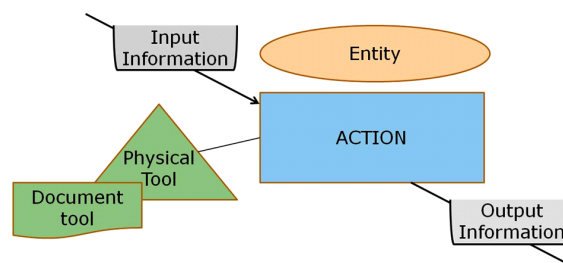 Input
Information
Entity
ACTION
Physical
Tool
Document
tool
Output
Information